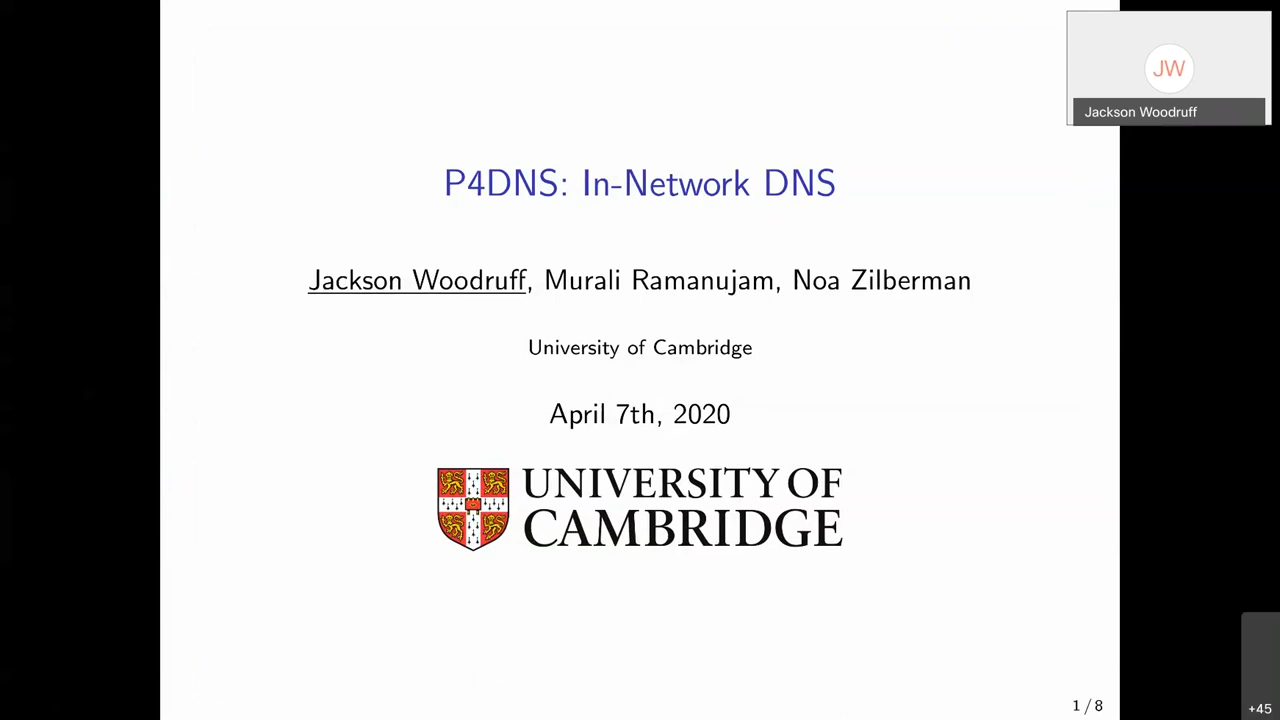 JW
Jackson Woodruff
P4DNS: In-Network DNS
Jackson Woodruff, Murali Ramanujam, Noa Zilberman
University of Cambridge
April 7th, 2020
UNIVERSITY OF
CAMBRIDGE
1 / 8
+45